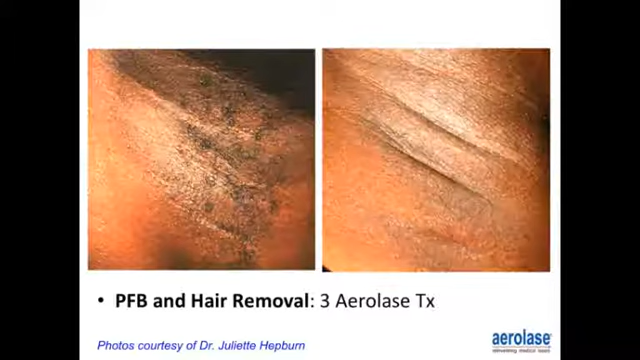 • PFB and Hair Removal: 3 Aerolase Tx
Photos courtesy of Dr. Juliette Hepburn
aerolase®